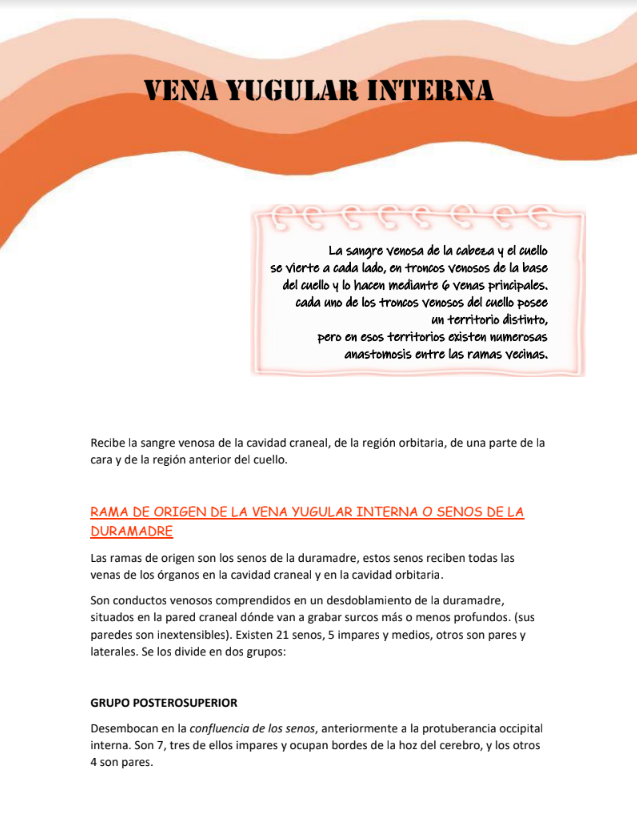 VENA YUGULAR INTERNA
La sangre venosa de la cabeza y el cuello
se vierte a cada lado, en troncos venosos de la base
del cuello y lo hacen mediante 6 venas principales.
cada uno de los troncos venosos del cuello posee
un territorio distinto,
pero en esos territorios existen numerosas
anastomosis entre las ramas vecinas.
Recibe la sangre venosa de la cavidad craneal, de la región orbitaria, de una parte de la
cara y de la región anterior del cuello.
RAMA DE ORIGEN DE LA VENA YUGULAR INTERNA O SENOS DE LA
DURAMADRE
Las ramas de origen son los senos de la duramadre, estos senos reciben todas las
venas de los órganos en la cavidad craneal y en la cavidad orbitaria.
Son conductos venosos comprendidos en un desdoblamiento de la duramadre,
situados en la pared craneal dónde van a grabar surcos más o menos profundos. (sus
paredes son inextensibles). Existen 21 senos, 5 impares y medios, otros son pares y
laterales. Se los divide en dos grupos:
GRUPO POSTEROSUPERIOR
Desembocan en la confluencia de los senos, anteriormente a la protuberancia occipital
interna. Son 7, tres de ellos impares y ocupan bordes de la hoz del cerebro, y los otros
4 son pares.